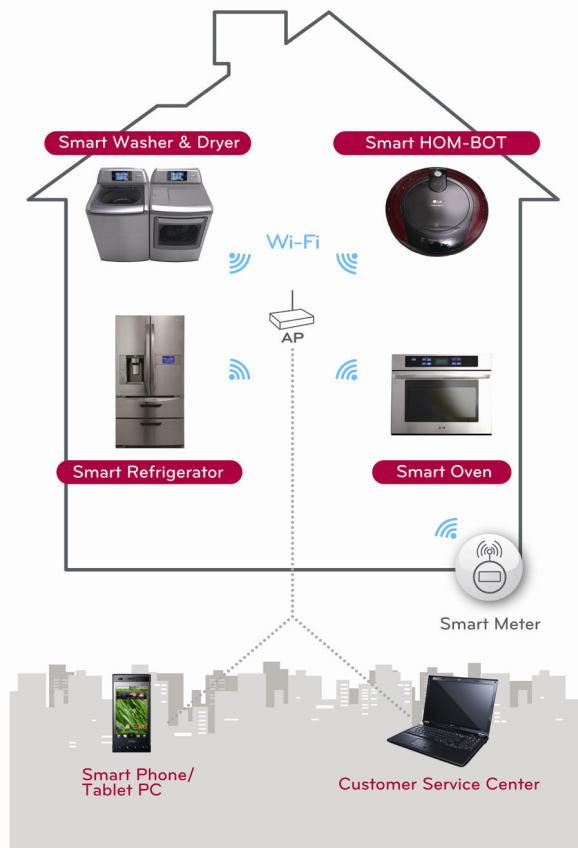 Smart Washer & Dryer
Smart HOM-BOT
Wi-Fi
LG
AP
Smart Refrigerator
Smart Oven
Smart Meter
Smart Phone/
Tablet PC
Customer Service Center